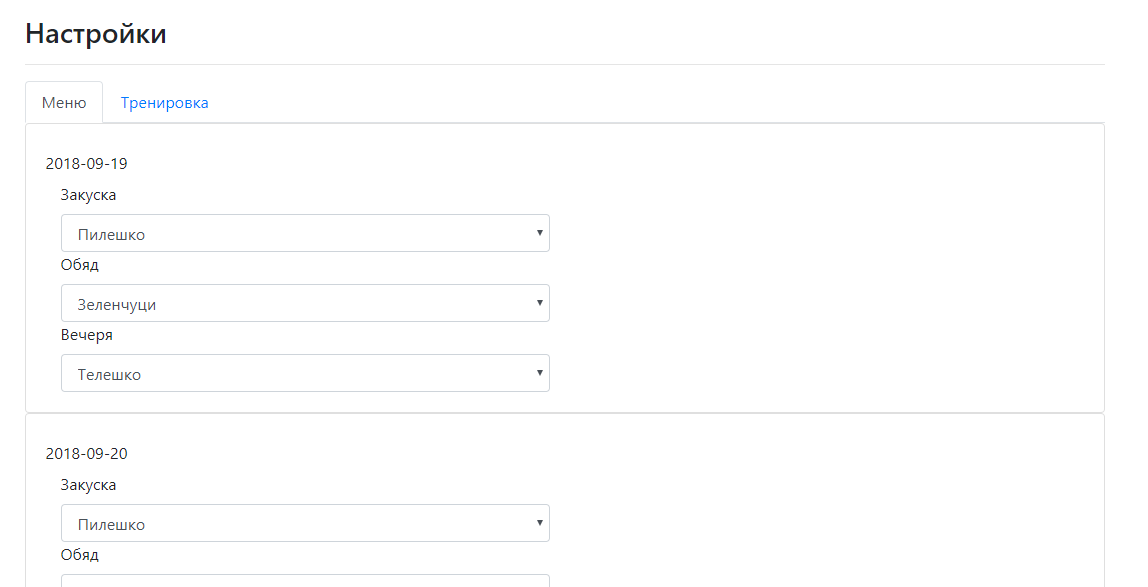 Настройки
Меню Тренировка
2018-09-19
Закуска
Пилешко
Обяд
Зеленчуци
Вечеря
Телешко
2018-09-20
Закуска
Пилешко
Обяд